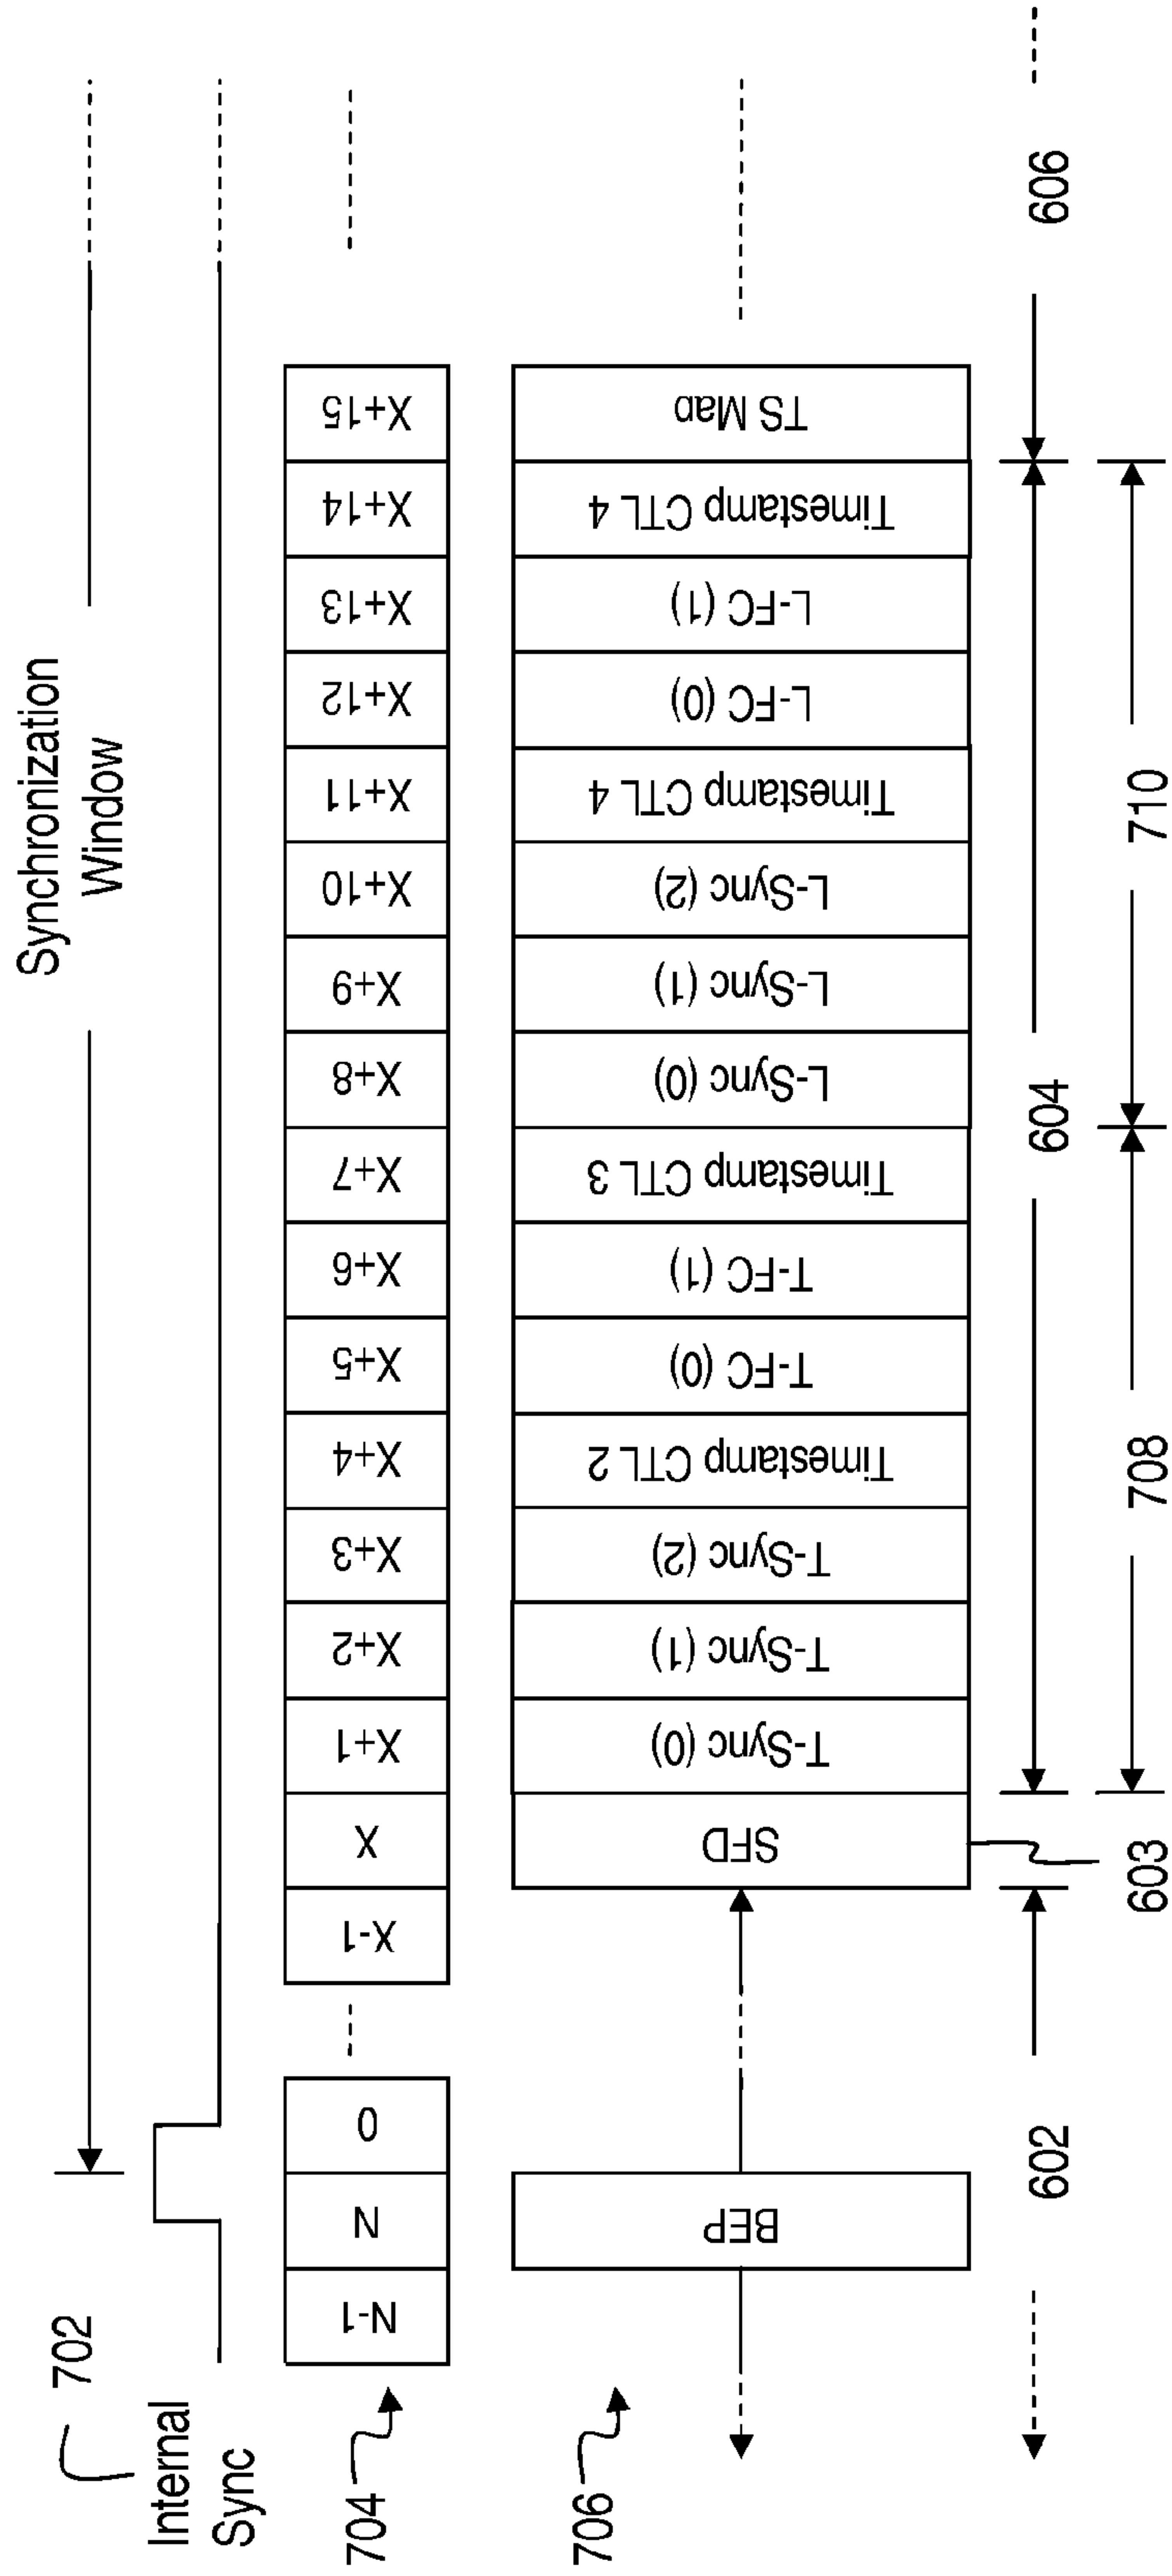 Synchronization
Window
702
Internal
Sync
704
N-1
N
0
X-1
X
X+1
X+2
X+3
X+4
X+5
X+6
X+7
X+8
X+9
X+10
X+11
X+12
X+13
X+14
X+15
706
BEP
SFD
T-Sync (0)
T-Sync (1)
T-Sync (2)
Timestamp CTL 2
T-FC (0)
T-FC (1)
Timestamp CTL 3
L-Sync (0)
L-Sync (1)
L-Sync (2)
Timestamp CTL 4
L-FC (0)
L-FC (1)
Timestamp CTL 4
TS Map
602
604
606
603
708
710